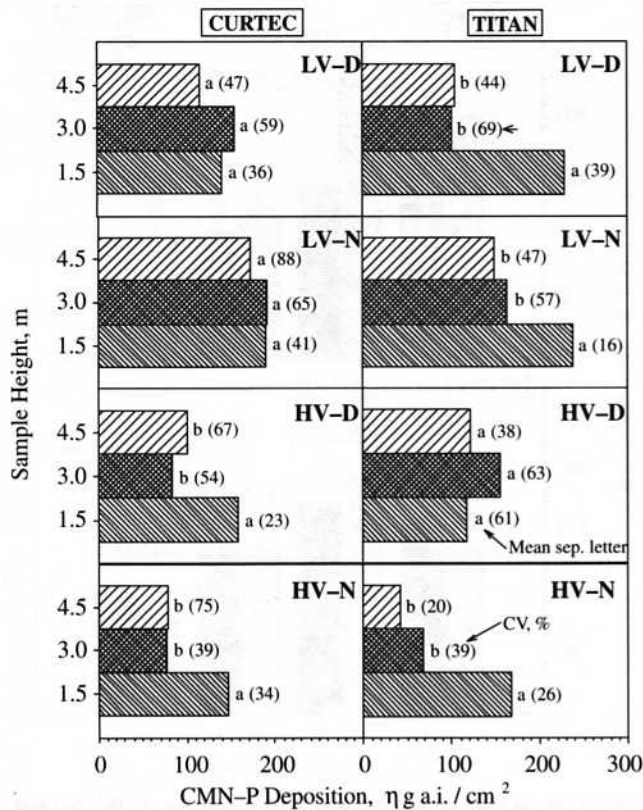 CURTEC
TITAN
LV–D
4.5
a (47)
3.0
a (59)
1.5
a (36)
LV–D
b (44)
b (69)
a (39)
LV–N
4.5
a (88)
3.0
a (65)
1.5
a (41)
LV–N
b (47)
b (57)
a (16)
HV–D
4.5
b (67)
3.0
b (54)
1.5
a (23)
HV–D
a (38)
a (63)
a (61)
Mean sep. letter
HV–N
4.5
b (75)
3.0
b (39)
1.5
a (34)
HV–N
b (20)
CV, %
b (39)
a (26)
Sample Height, m
0 100 200 0 100 200 300
CMN–P Deposition, η g a.i. / cm 2